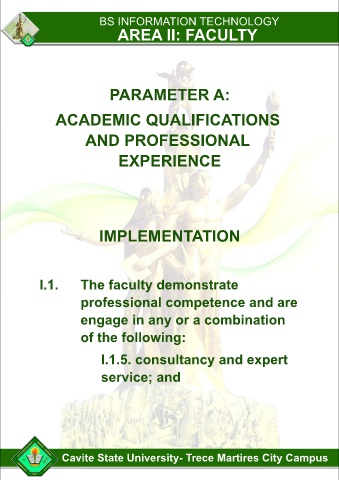 BS INFORMATION TECHNOLOGY
AREA II: FACULTY
PARAMETER A:
ACADEMIC QUALIFICATIONS
AND PROFESSIONAL
EXPERIENCE
IMPLEMENTATION
I.1. The faculty demonstrate
professional competence and are
engage in any or a combination
of the following:
I.1.5. consultancy and expert
service; and
Cavite State University- Trece Martires City Campus